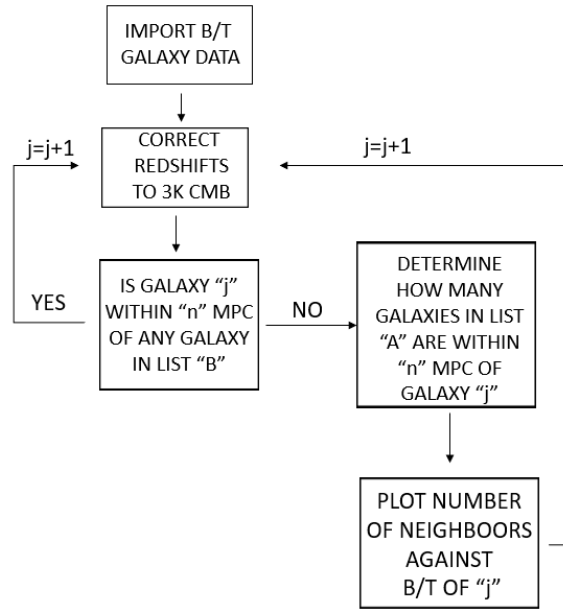 IMPORT B/T
GALAXY DATA
j=j+1
CORRECT
REDSHIFTS
TO 3K CMB
j=j+1
YES
IS GALAXY “j”
WITHIN “n” MPC
OF ANY GALAXY
IN LIST “B”
NO
DETERMINE
HOW MANY
GALAXIES IN LIST
“A” ARE WITHIN
“n” MPC OF
GALAXY “j”
PLOT NUMBER
OF NEIGHBOORS
AGAINST
B/T OF “j”